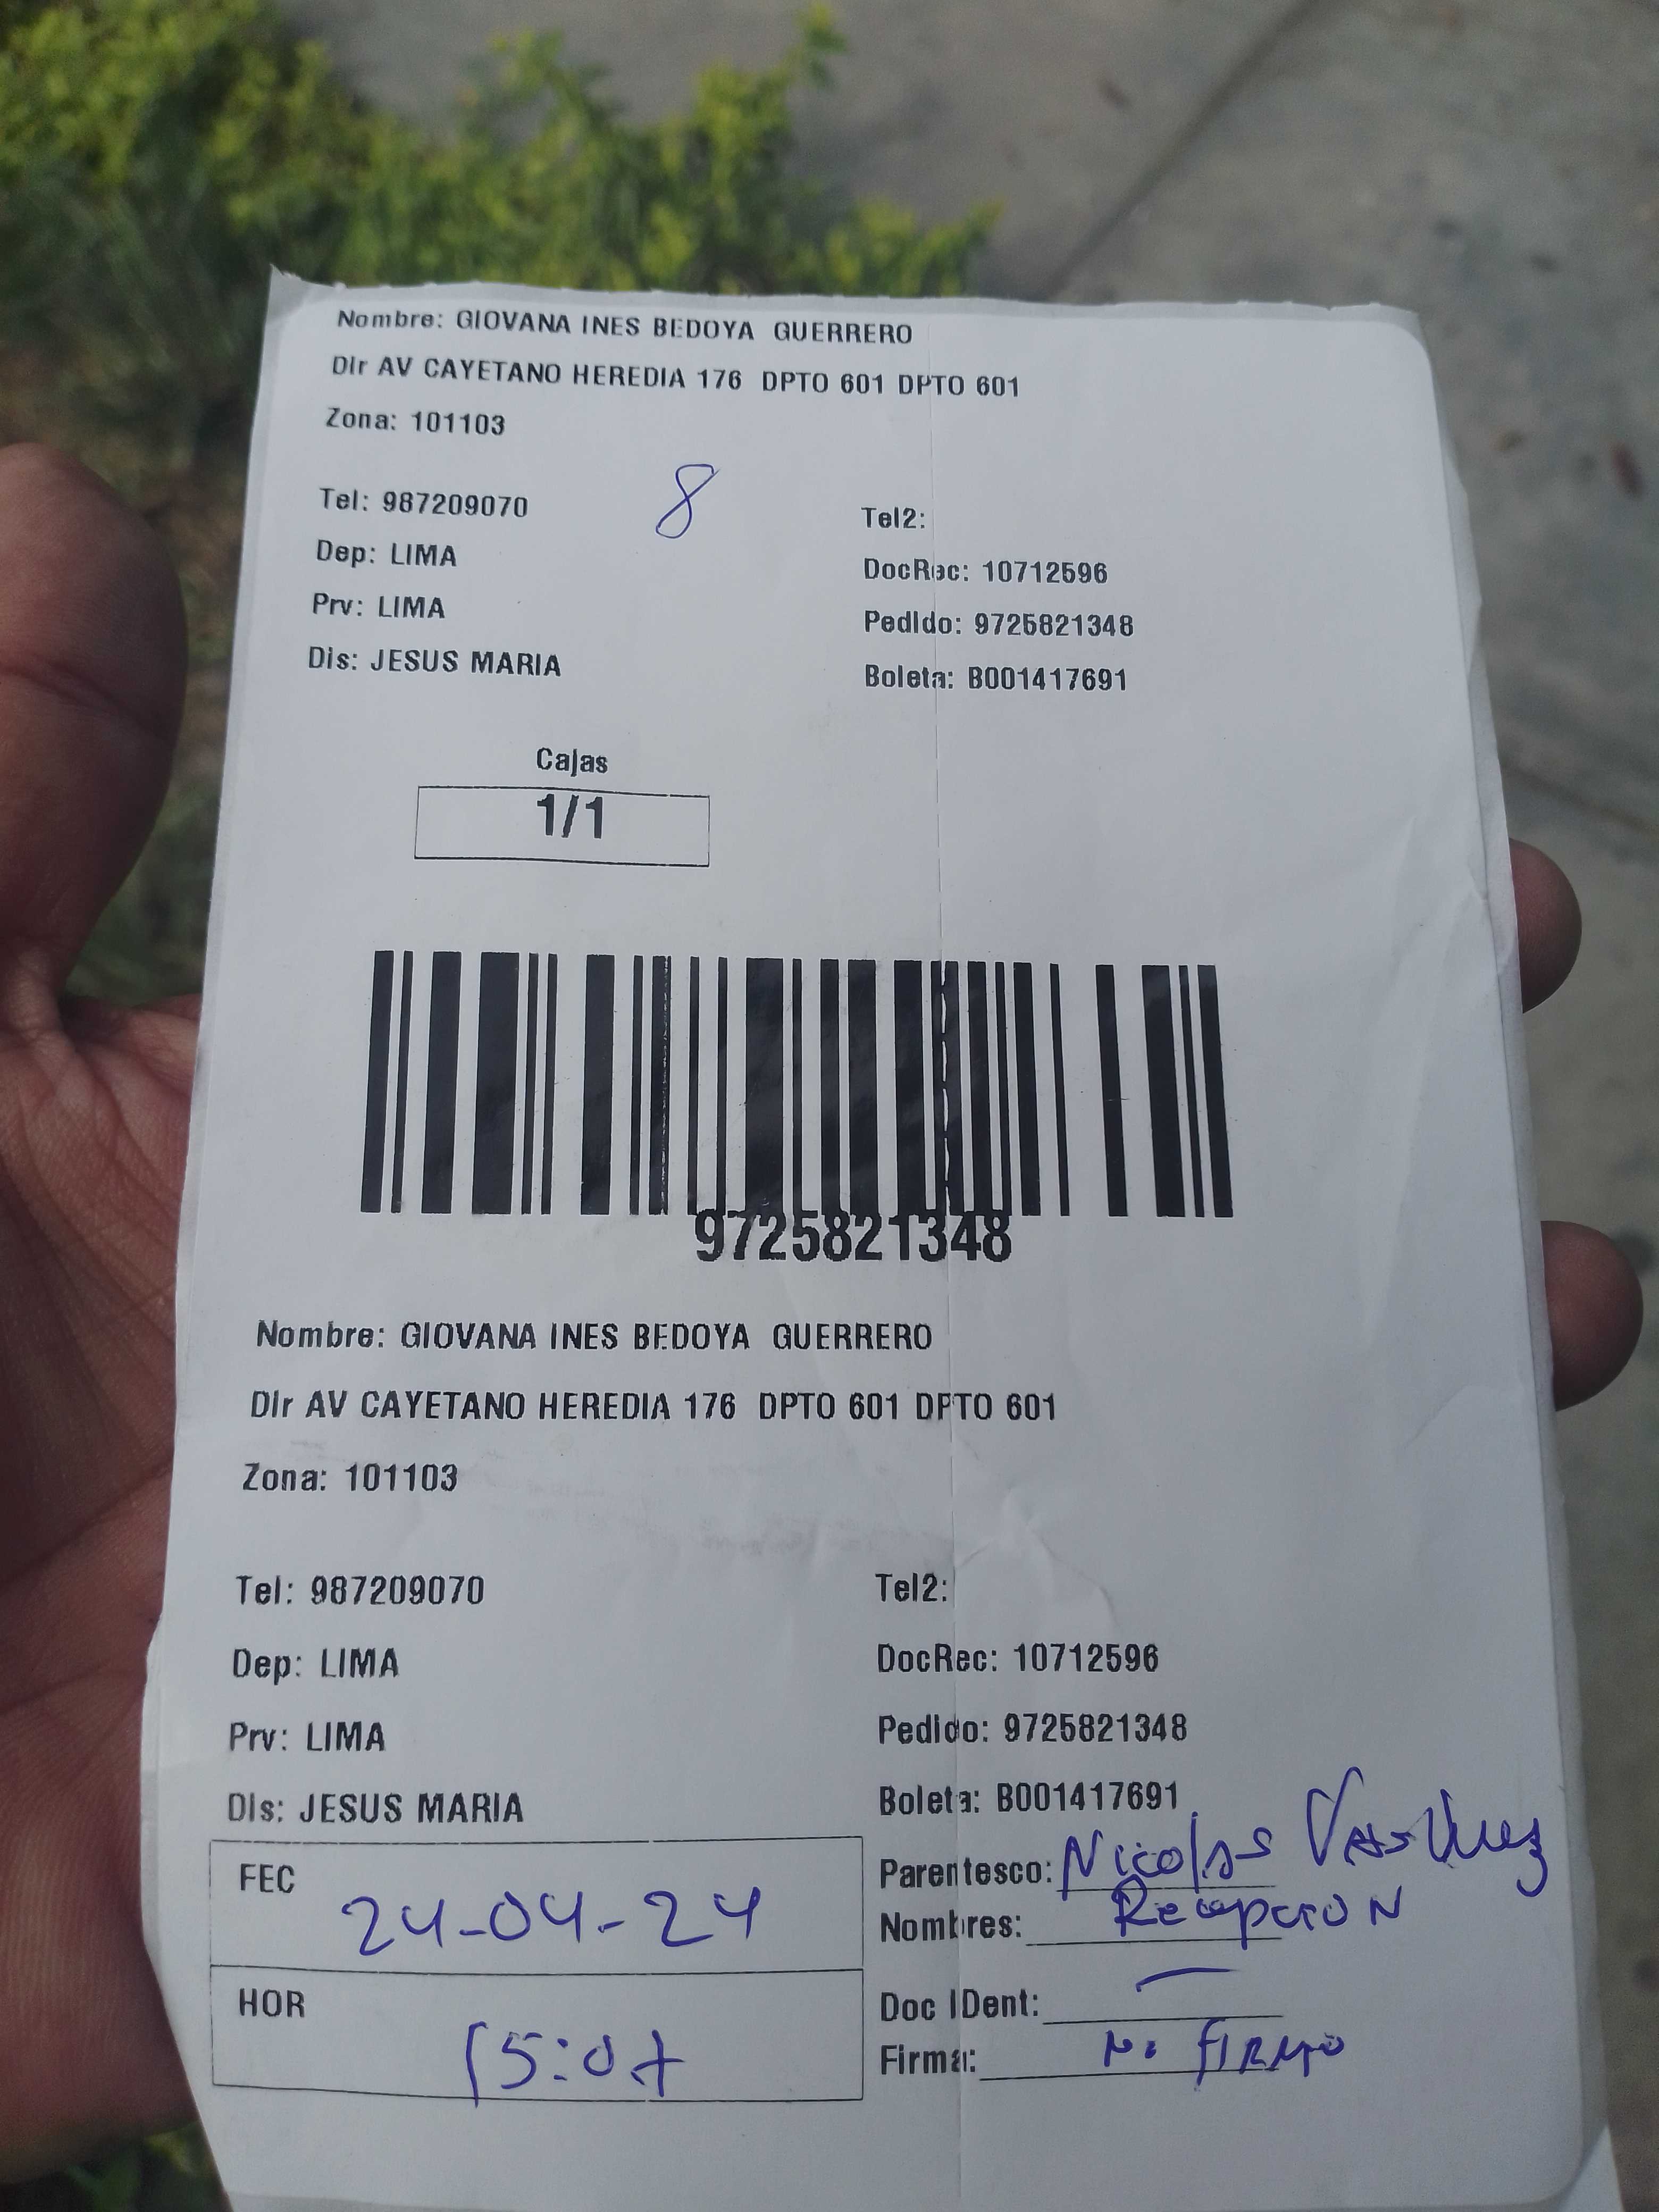 Nombre: GIOVANA INES BEDOYA GUERRERO
Dir AV CAYETANO HEREDIA 176 DPTO 601 DPTO 601
Zona: 101103
8
Tel: 987209070 Tel2:
Dep: LIMA DocRec: 10712596
Prv: LIMA Pedido: 9725821348
Dis: JESUS MARIA Boleta: B001417691
Cajas
1/1
9725821348
Nombre: GIOVANA INES BEDOYA GUERRERO
Dir AV CAYETANO HEREDIA 176 DPTO 601 DPTO 601
Zona: 101103
Tel: 987209070 Tel2:
Dep: LIMA DocRec: 10712596
Prv: LIMA Pedido: 9725821348
Dis: JESUS MARIA Boleta: B001417691
FEC 24-04-24
Parentesco: Nicolas Vasquez
Nombres: Recepcion
HOR 15:07
Doc IDent: —
Firma: No firmo